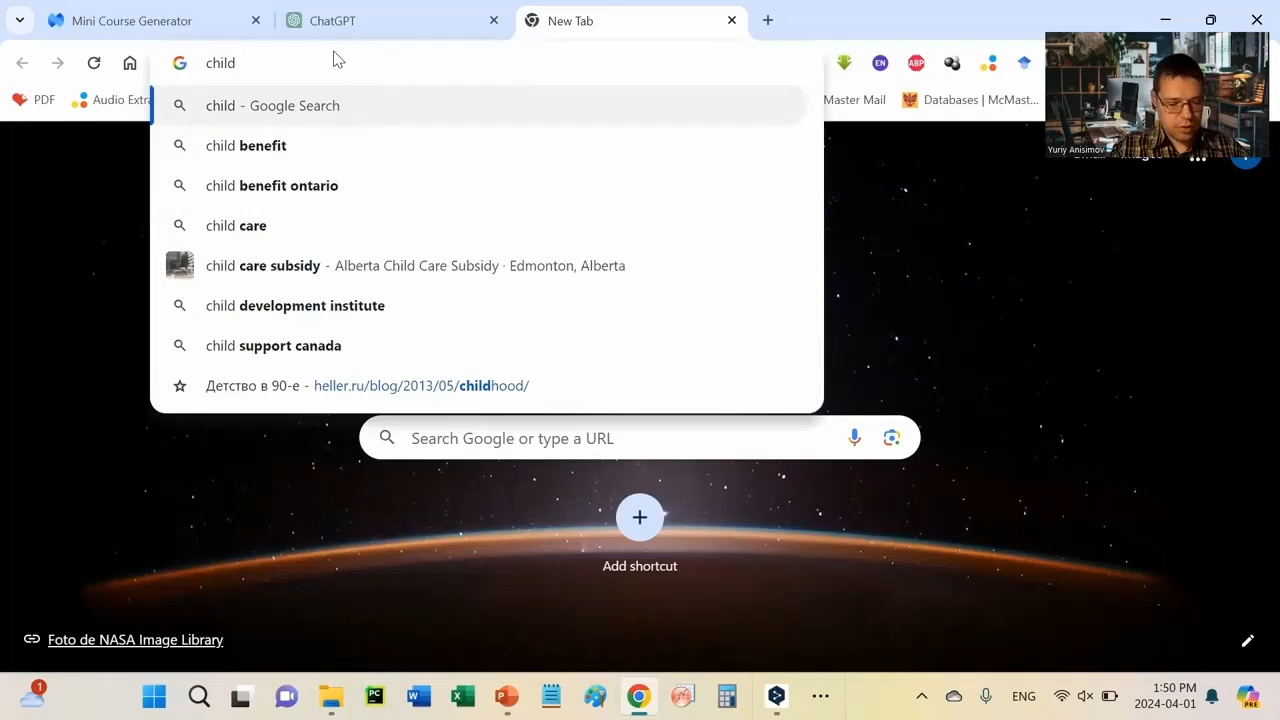 Mini Course Generator
ChatGPT
New Tab
child
EN
ABP
PDF
Audio Extra
Master Mail
Databases | McMast...
child - Google Search
child benefit
child benefit ontario
child care
child care subsidy - Alberta Child Care Subsidy · Edmonton, Alberta
child development institute
child support canada
Детство в 90-е - heller.ru/blog/2013/05/childhood/
Yuriy Anisimov
Search Google or type a URL
Add shortcut
Foto de NASA Image Library
1
PC
ENG
1:50 PM
2024-04-01
PRE